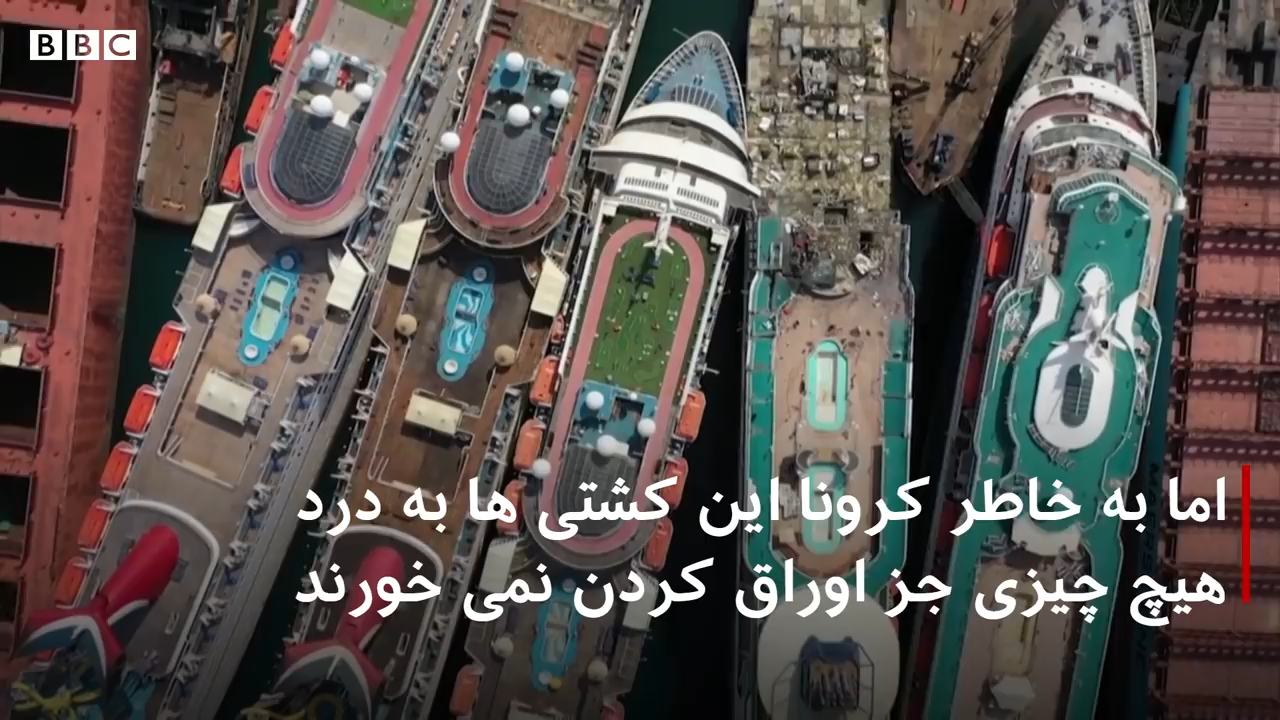 BBC
اما به خاطر کرونا این کشتی ها به درد
هیچ چیزی جز اوراق کردن نمی خورند